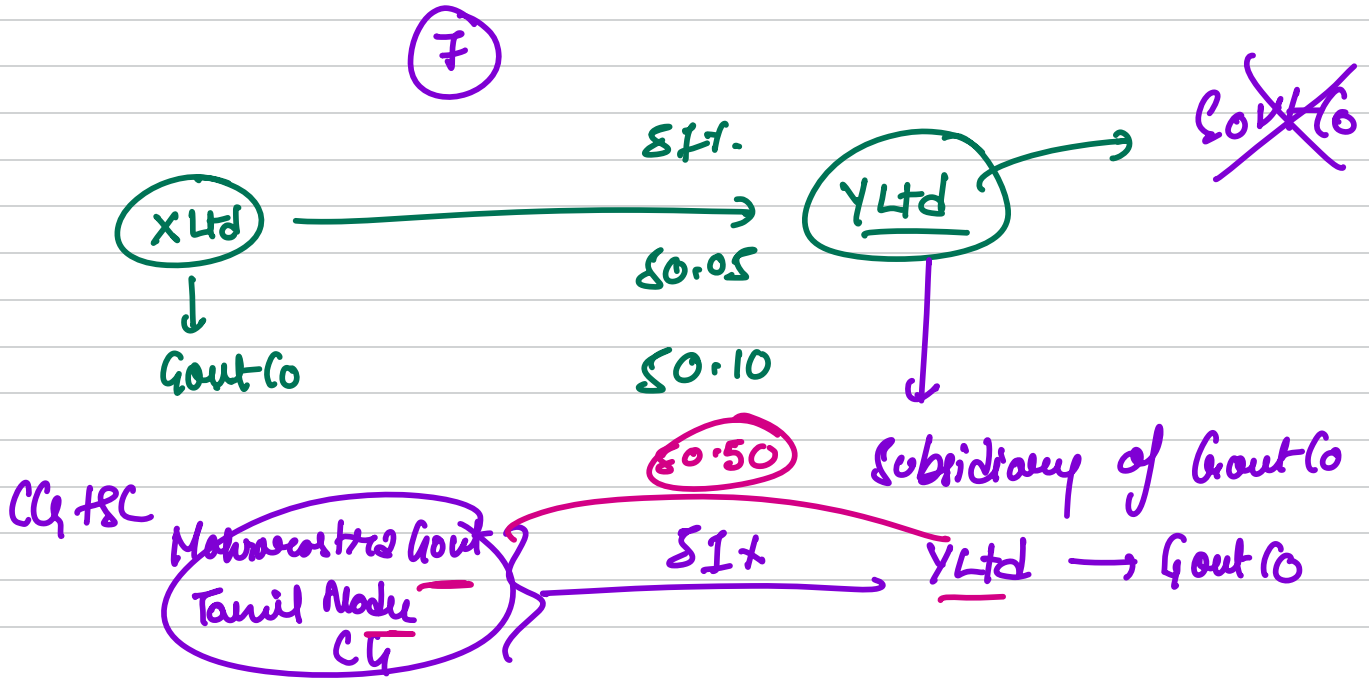 7
51%.
Govt Co
X Ltd
Y Ltd
50.05
Govt Co
50.10
50.50
Subsidiary of Govt Co
CG + SC
Maharastra Govt
51%
Y Ltd → Govt Co
Tamil Nadu
CG